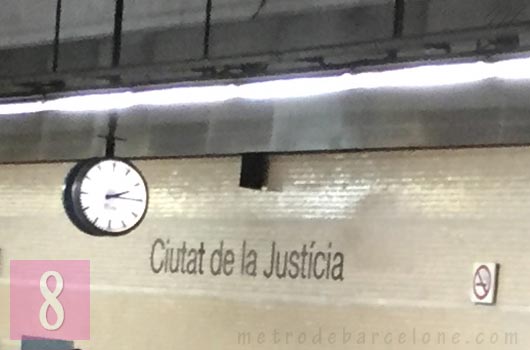 Ciutat de la Justícia
8
metrodebarcelone.com